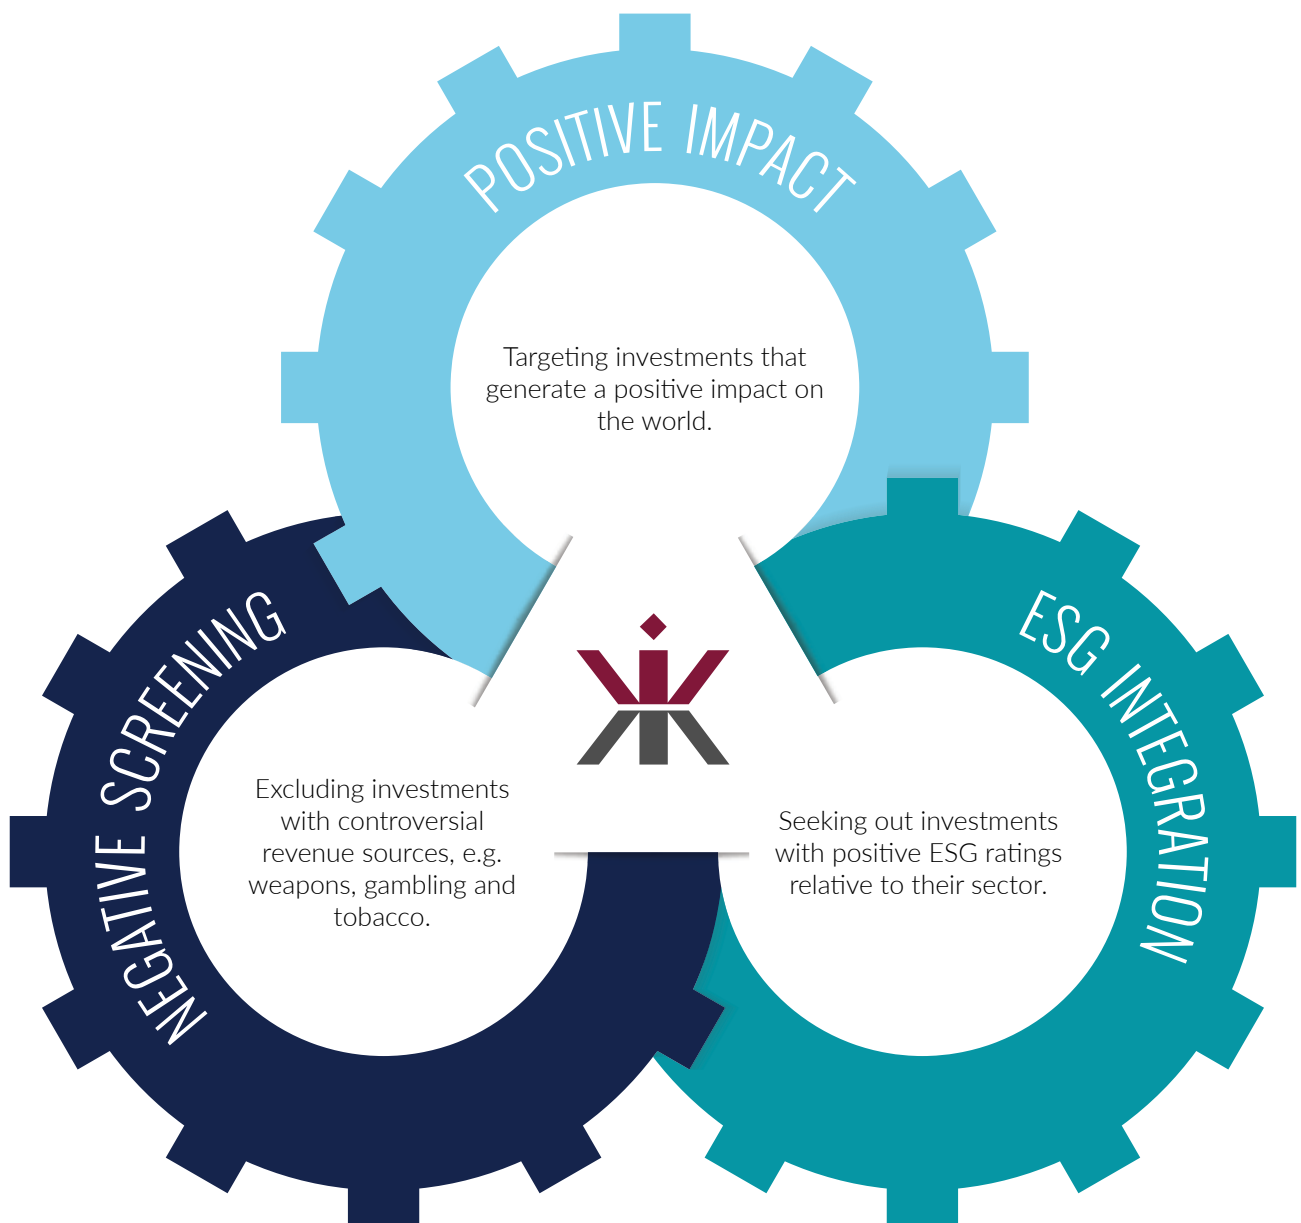 POSITIVE IMPACT
Targeting investments that
generate a positive impact on
the world.
NEGATIVE SCREENING
Excluding investments
with controversial
revenue sources, e.g.
weapons, gambling and
tobacco.
ESG INTEGRATION
Seeking out investments
with positive ESG ratings
relative to their sector.